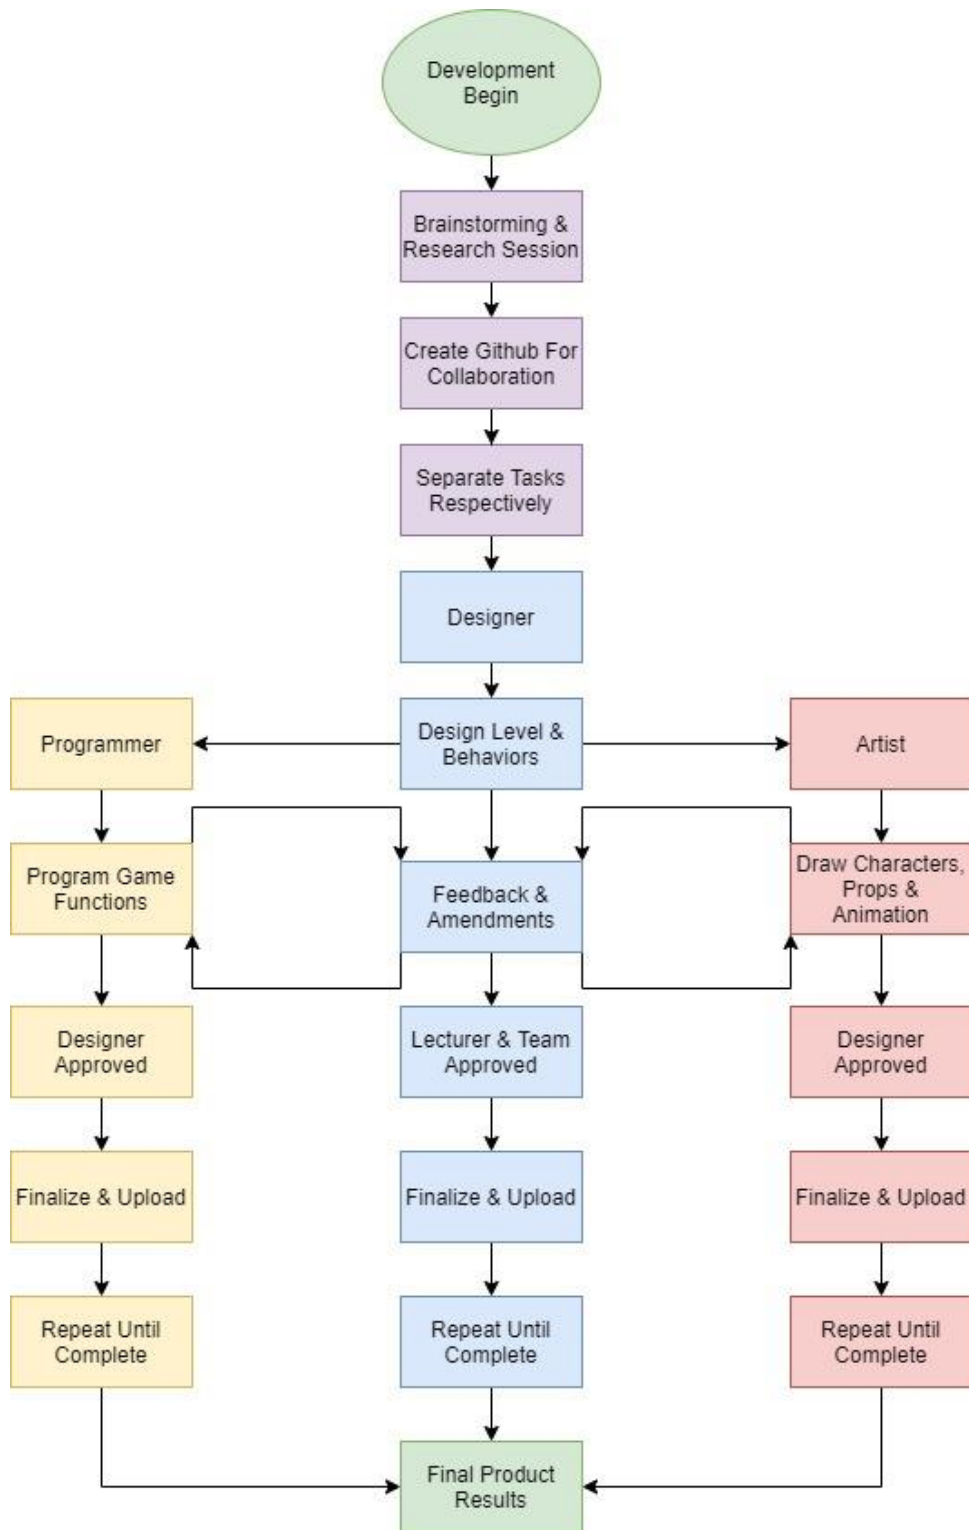 Development
Begin
Brainstorming &
Research Session
Create Github For
Collaboration
Separate Tasks
Respectively
Designer
Programmer
Design Level &
Behaviors
Artist
Program Game
Functions
Feedback &
Amendments
Draw Characters,
Props &
Animation
Designer
Approved
Lecturer & Team
Approved
Designer
Approved
Finalize & Upload
Finalize & Upload
Finalize & Upload
Repeat Until
Complete
Repeat Until
Complete
Repeat Until
Complete
Final Product
Results